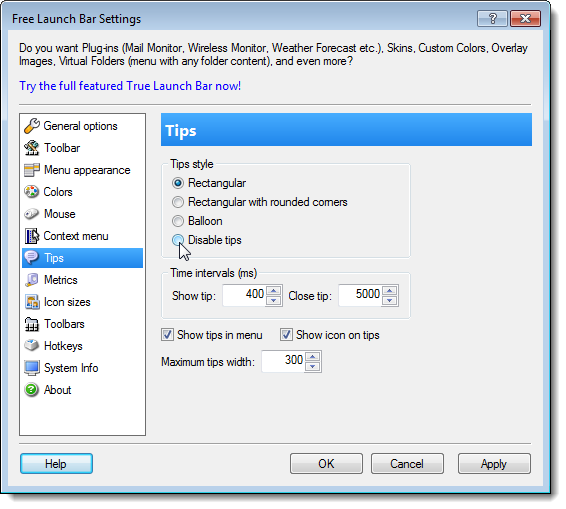 Free Launch Bar Settings
Do you want Plug-ins (Mail Monitor, Wireless Monitor, Weather Forecast etc.), Skins, Custom Colors, Overlay
Images, Virtual Folders (menu with any folder content), and even more?
Try the full featured True Launch Bar now!
General options
Toolbar
Menu appearance
Colors
Mouse
Context menu
Tips
Metrics
Icon sizes
Toolbars
Hotkeys
System Info
About
Tips
Tips style
Rectangular
Rectangular with rounded corners
Balloon
Disable tips
Time intervals (ms)
Show tip: 400 Close tip: 5000
Show tips in menu Show icon on tips
Maximum tips width: 300
Help OK Cancel Apply